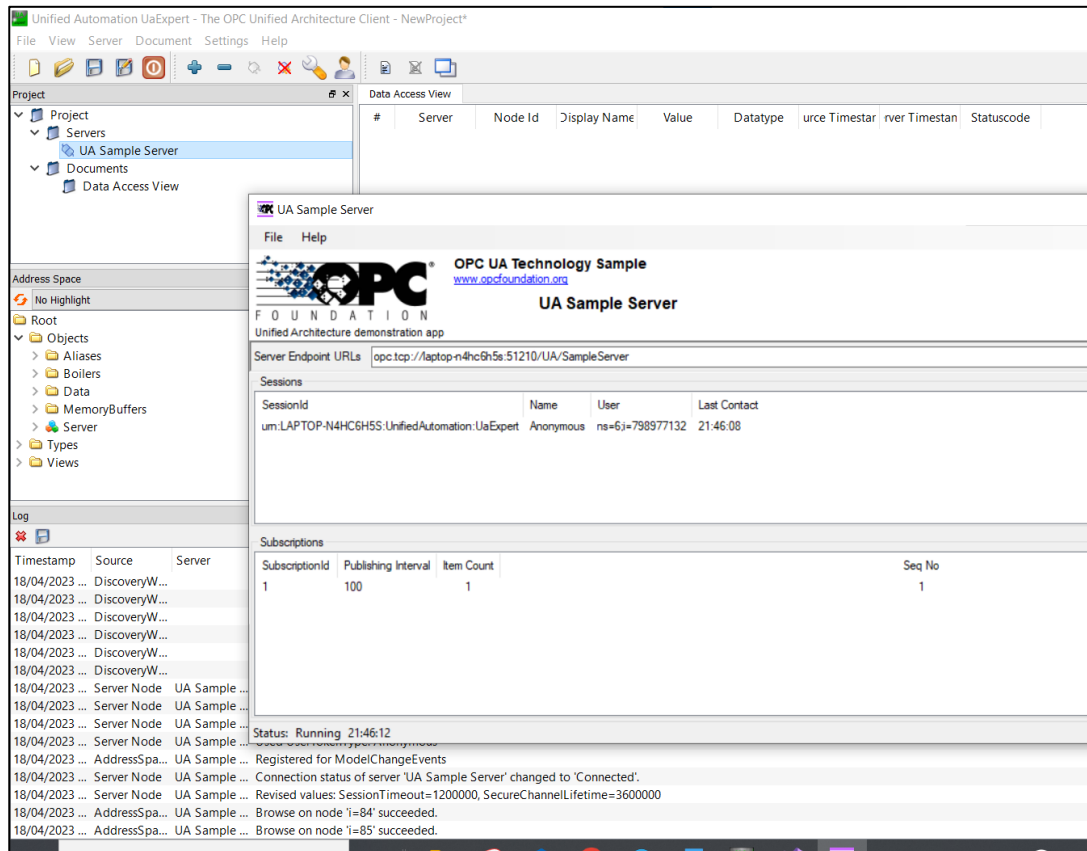 Unified Automation UaExpert - The OPC Unified Architecture Client - NewProject*
File View Server Document Settings Help
Project
Data Access View
Project
Servers
UA Sample Server
Documents
Data Access View
# Server Node Id Display Name Value Datatype urce Timestar rver Timestan Statuscode
UA Sample Server
File Help
OPC
FOUNDATION
Unified Architecture demonstration app
OPC UA Technology Sample
www.opcfoundation.org
UA Sample Server
Server Endpoint URLs opc.tcp://laptop-n4hc6h5s:51210/UA/SampleServer
Sessions
SessionId Name User Last Contact
urn:LAPTOP-N4HC6H5S:UnifiedAutomation:UaExpert Anonymous ns=6;i=798977132 21:46:08
Subscriptions
SubscriptionId Publishing Interval Item Count Seq No
1 100 1 1
Status: Running 21:46:12
Address Space
No Highlight
Root
Objects
Aliases
Boilers
Data
MemoryBuffers
Server
Types
Views
Log
Timestamp Source Server
18/04/2023 ... DiscoveryW...
18/04/2023 ... DiscoveryW...
18/04/2023 ... DiscoveryW...
18/04/2023 ... DiscoveryW...
18/04/2023 ... DiscoveryW...
18/04/2023 ... DiscoveryW...
18/04/2023 ... Server Node UA Sample ...
18/04/2023 ... Server Node UA Sample ...
18/04/2023 ... Server Node UA Sample ...
18/04/2023 ... Server Node UA Sample ... Used UserTokenType: Anonymous
18/04/2023 ... AddressSpa... UA Sample ... Registered for ModelChangeEvents
18/04/2023 ... Server Node UA Sample ... Connection status of server 'UA Sample Server' changed to 'Connected'.
18/04/2023 ... Server Node UA Sample ... Revised values: SessionTimeout=1200000, SecureChannelLifetime=3600000
18/04/2023 ... AddressSpa... UA Sample ... Browse on node 'i=84' succeeded.
18/04/2023 ... AddressSpa... UA Sample ... Browse on node 'i=85' succeeded.